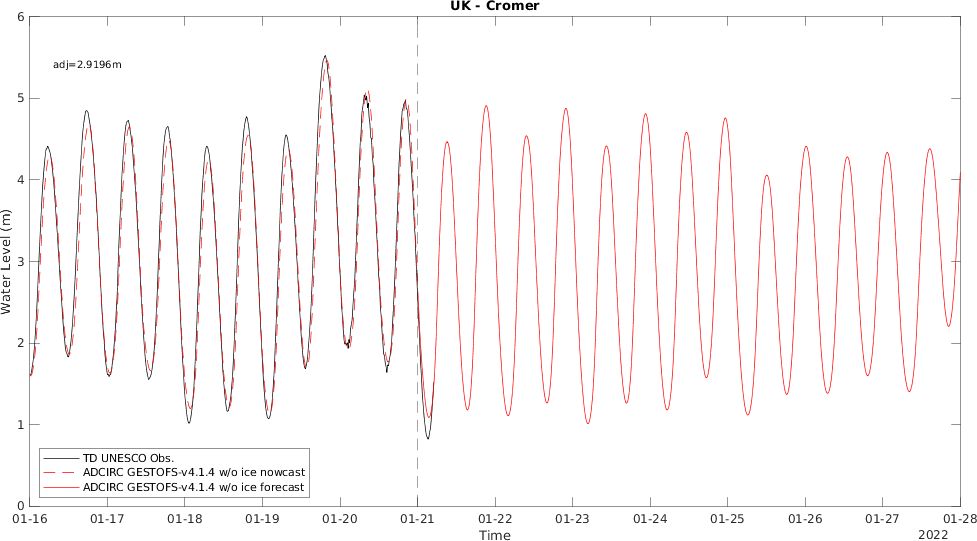 UK - Cromer
adj=2.9196m
6
5
4
3
2
1
0
Water Level (m)
TD UNESCO Obs.
ADCIRC GESTOFS-v4.1.4 w/o ice nowcast
ADCIRC GESTOFS-v4.1.4 w/o ice forecast
01-16 01-17 01-18 01-19 01-20 01-21 01-22 01-23 01-24 01-25 01-26 01-27 01-28
Time
2022